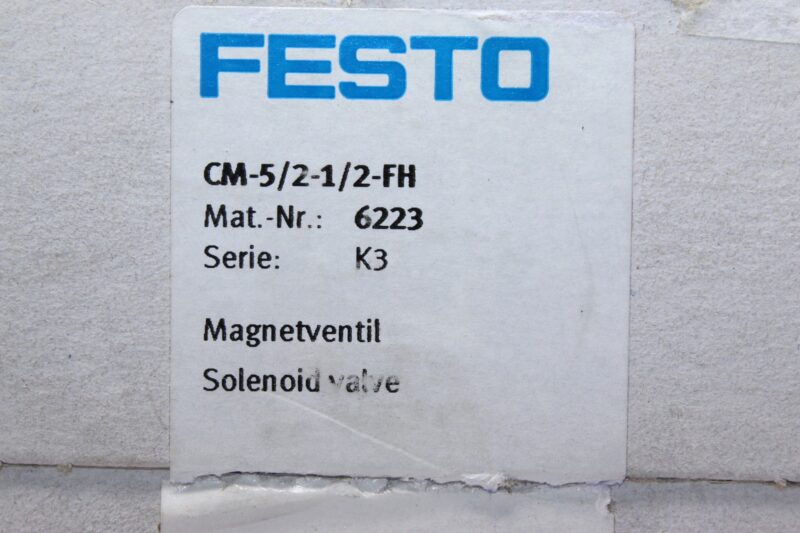 FESTO
CM-5/2-1/2-FH
Mat.-Nr.: 6223
Serie: K3
Magnetventil
Solenoid valve